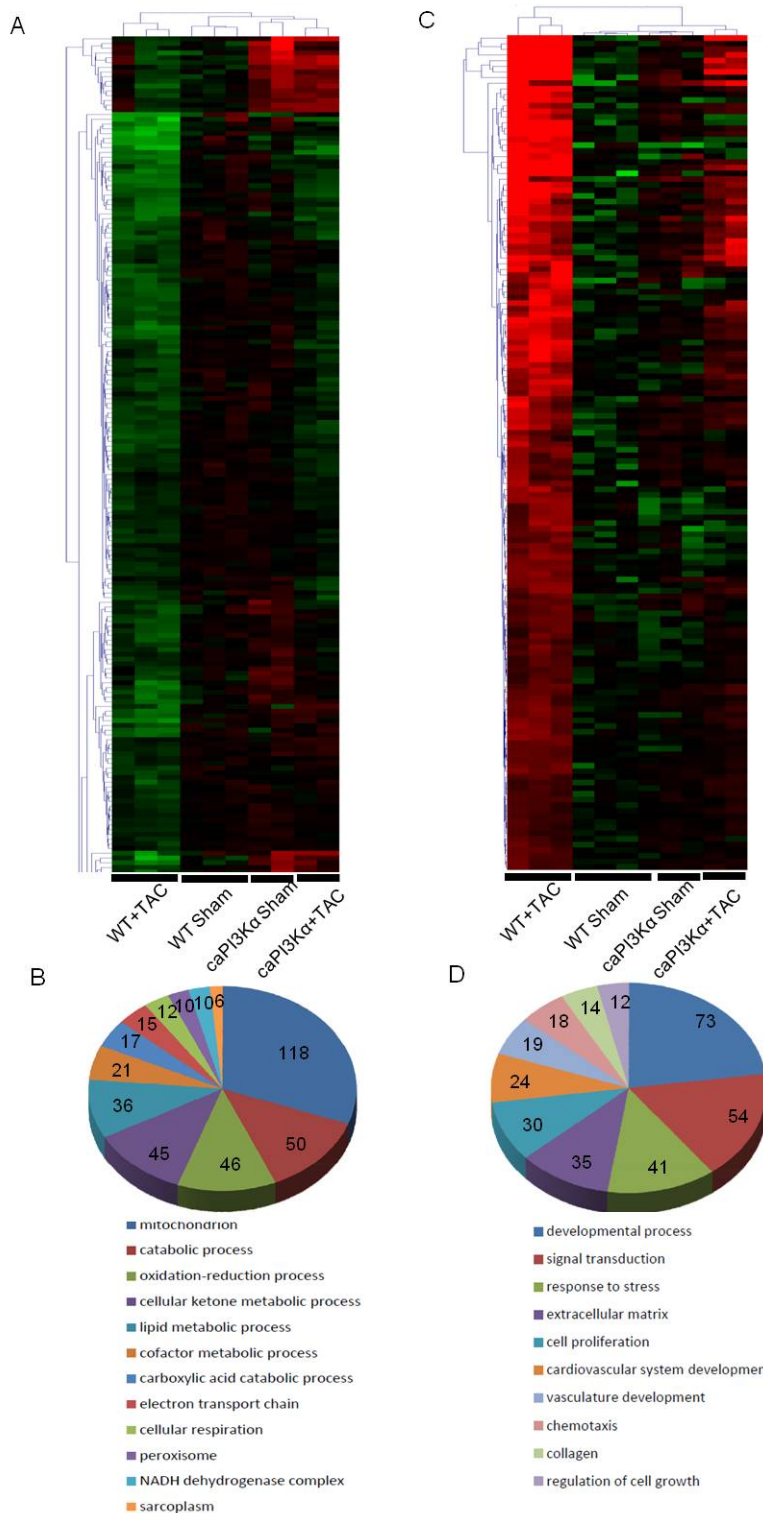 A
C
WT+TAC
WT Sham
caPI3Kα Sham
caPI3Kα+TAC
WT+TAC
WT Sham
caPI3Kα Sham
caPI3Kα+TAC
B
118
50
46
45
36
21
17
15
12
10
10
6
mitochondrion
catabolic process
oxidation-reduction process
cellular ketone metabolic process
lipid metabolic process
cofactor metabolic process
carboxylic acid catabolic process
electron transport chain
cellular respiration
peroxisome
NADH dehydrogenase complex
sarcoplasm
D
73
54
41
35
30
24
19
18
14
12
developmental process
signal transduction
response to stress
extracellular matrix
cell proliferation
cardiovascular system development
vasculature development
chemotaxis
collagen
regulation of cell growth